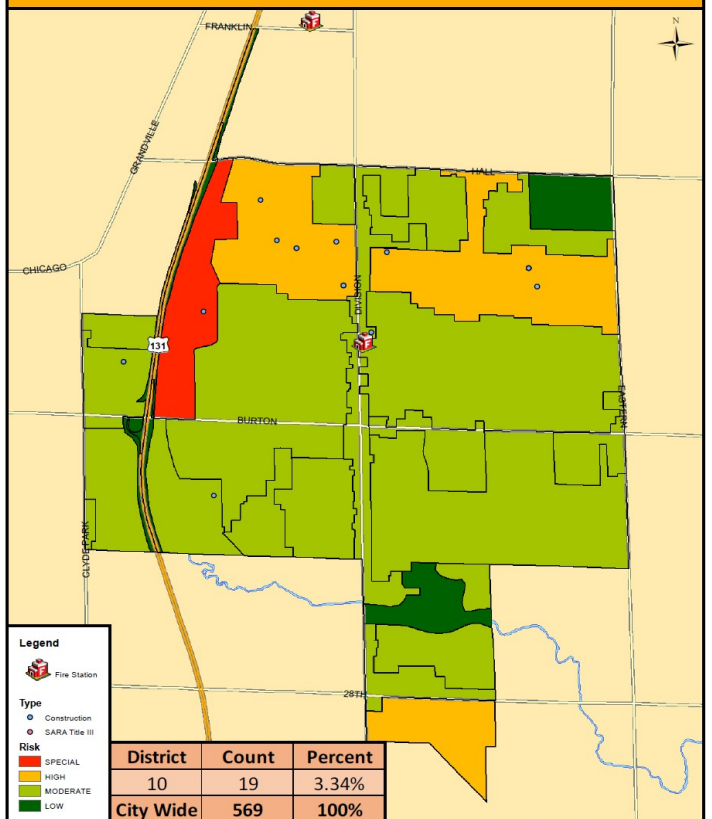 N
FRANKLIN
GRANDVILLE
HALL
CHICAGO
DIVISION
131
EASTERN
BURTON
CLYDE PARK
28TH
Legend
Fire Station
Type
Construction
SARA Title III
Risk
SPECIAL
HIGH
MODERATE
LOW
District Count Percent
10 19 3.34%
City Wide 569 100%